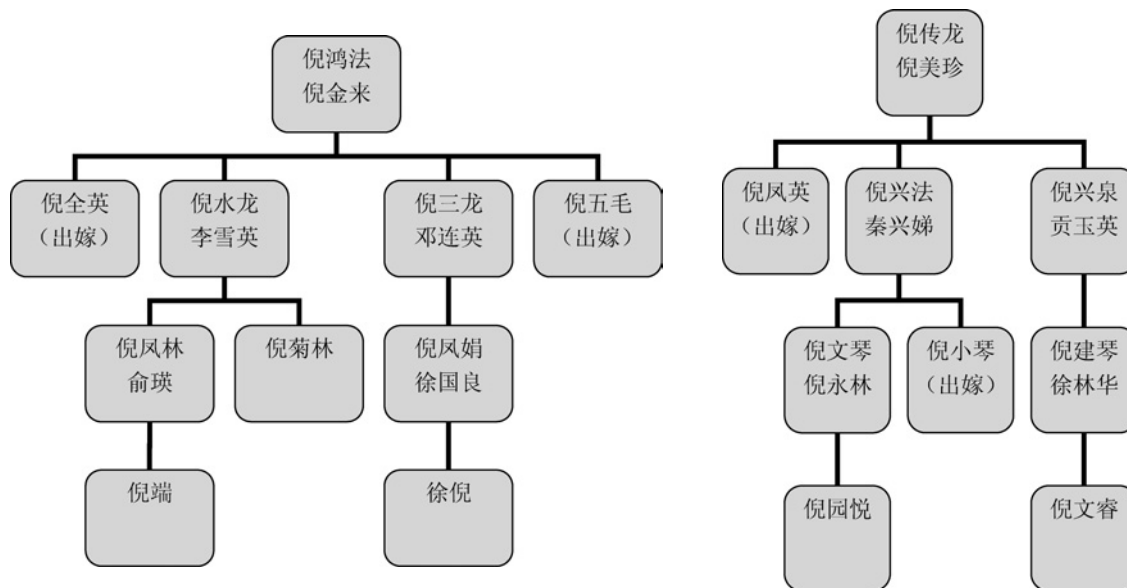 倪鸿法
倪金来
倪全英
（出嫁）
倪水龙
李雪英
倪三龙
邓连英
倪五毛
（出嫁）
倪凤林
俞瑛
倪菊林
倪凤娟
徐国良
倪端
徐倪
倪传龙
倪美珍
倪凤英
（出嫁）
倪兴法
秦兴娣
倪兴泉
贡玉英
倪文琴
倪永林
倪小琴
（出嫁）
倪建琴
徐林华
倪园悦
倪文睿